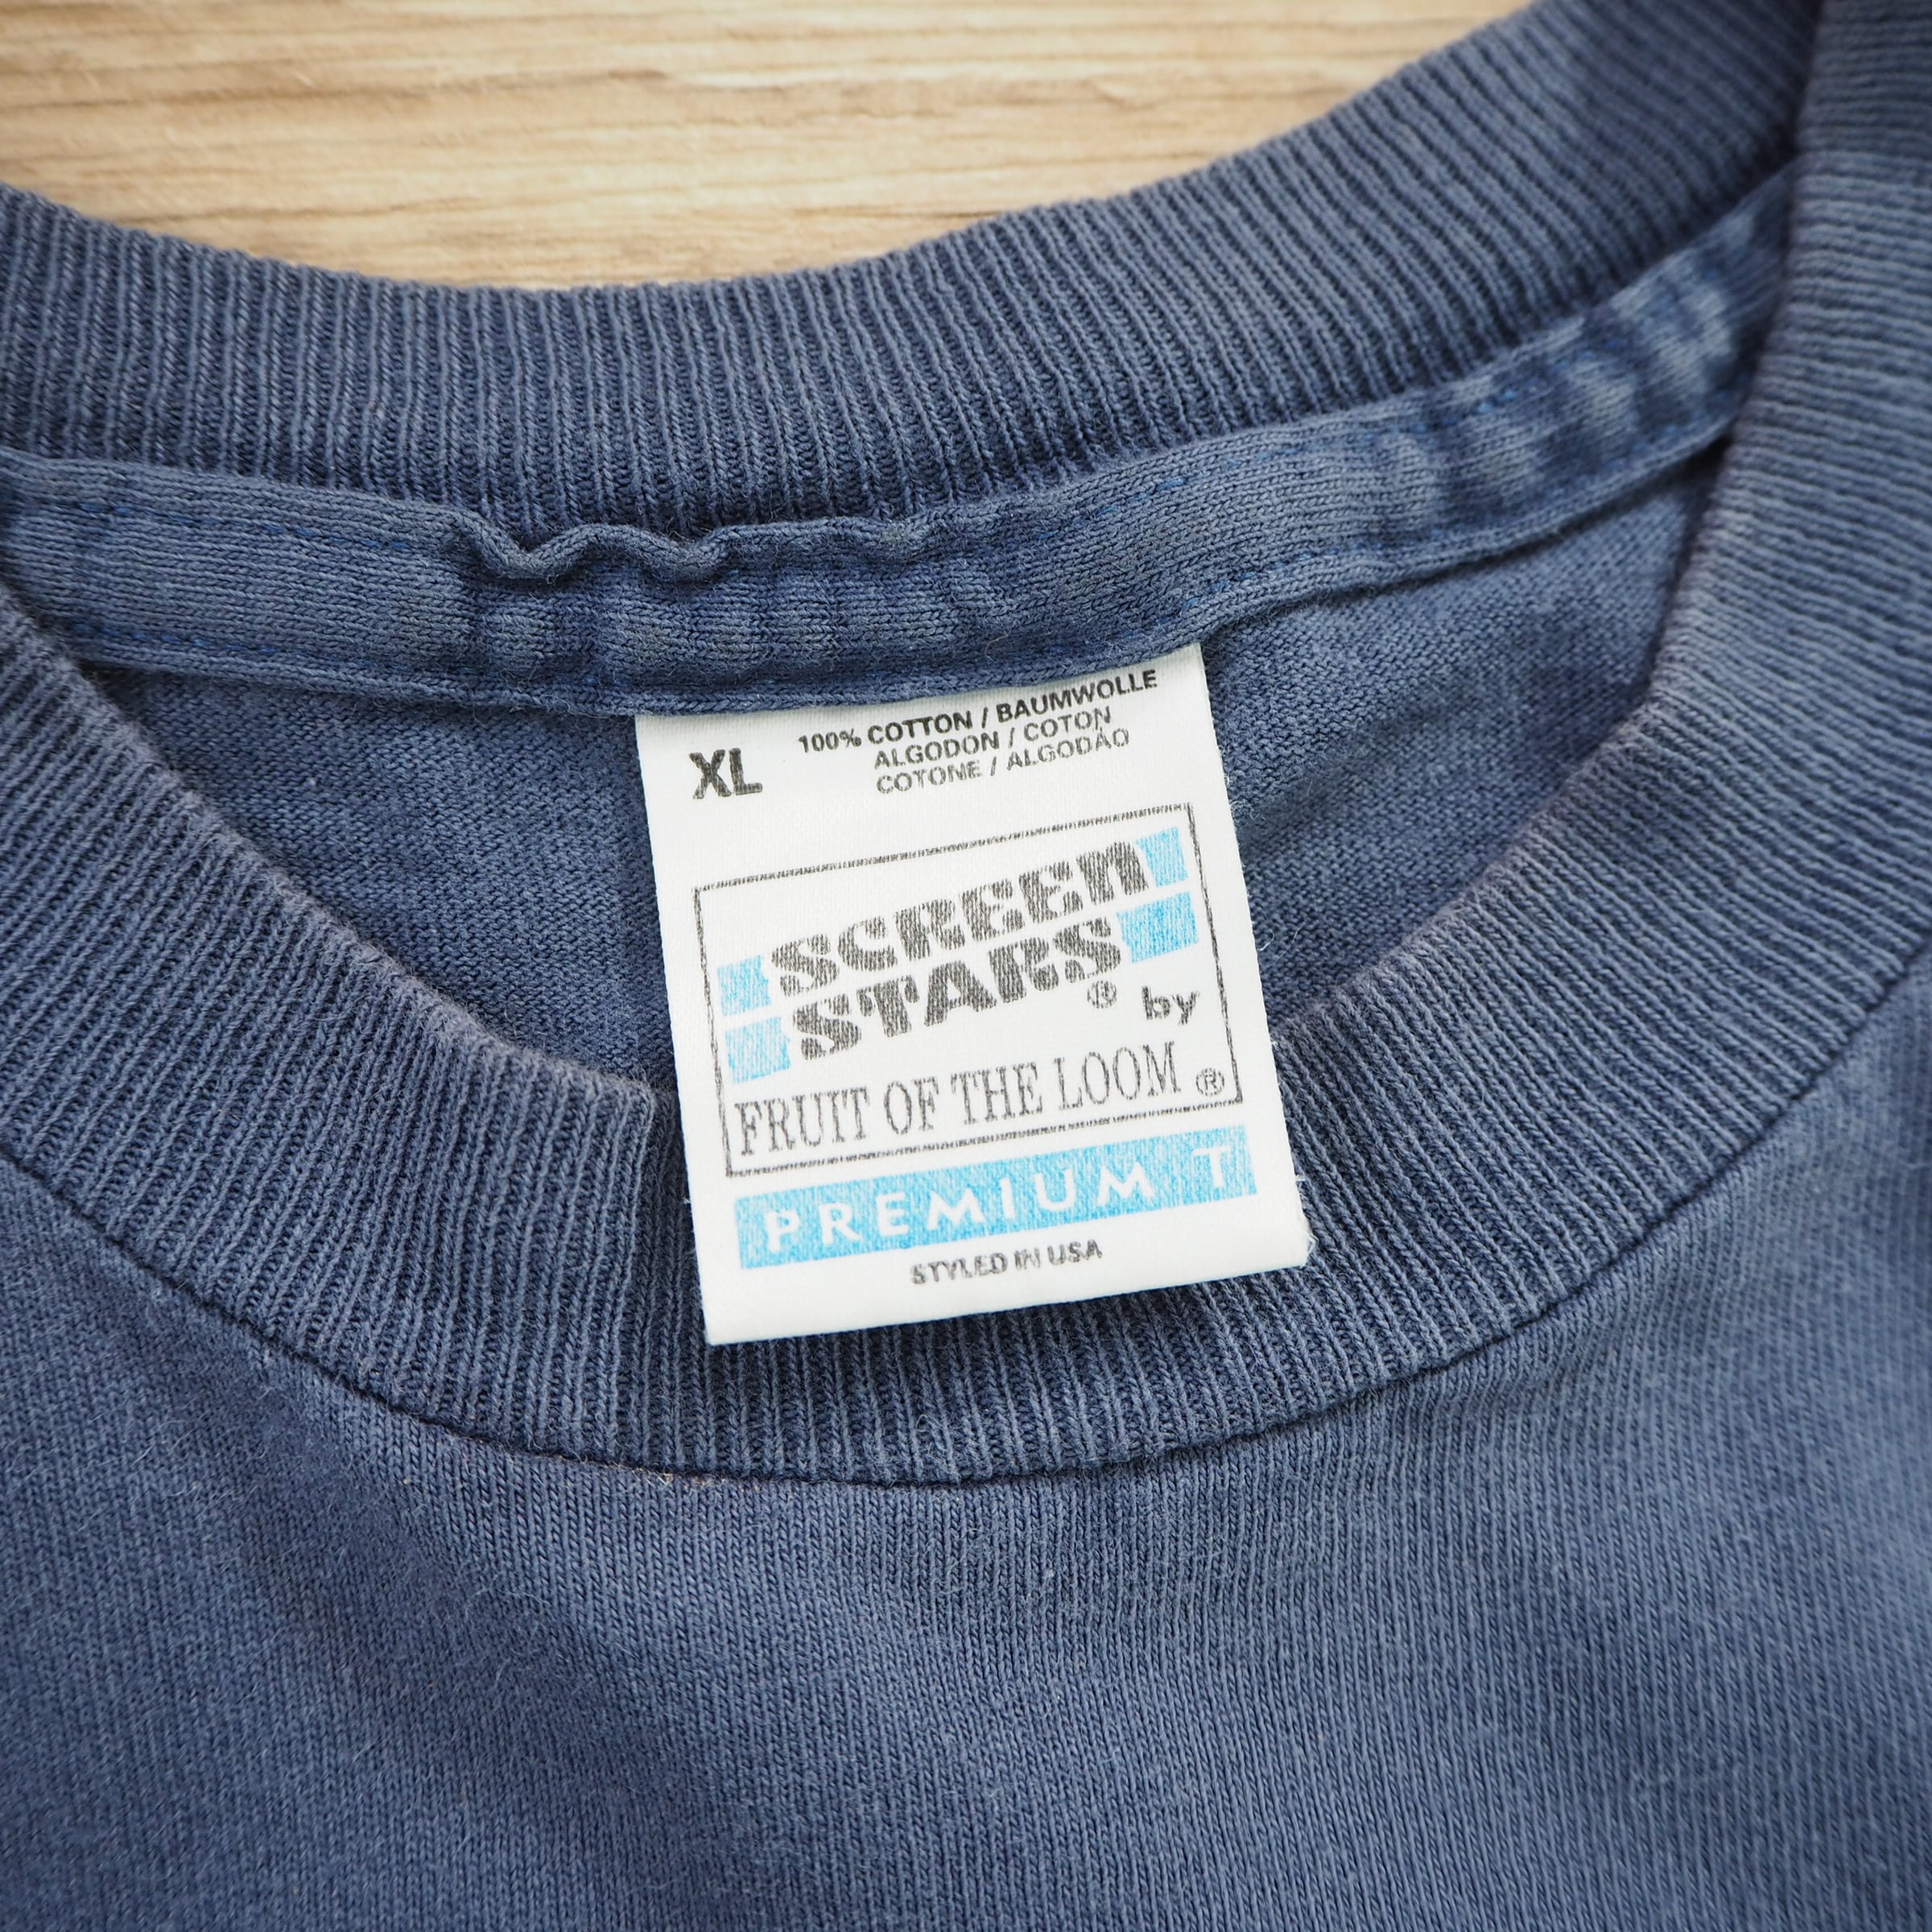 XL
100% COTTON / BAUMWOLLE
ALGODON / COTON
COTONE / ALGODÃO
SCREEN
STARS® by
FRUIT OF THE LOOM®
PREMIUM T
STYLED IN USA